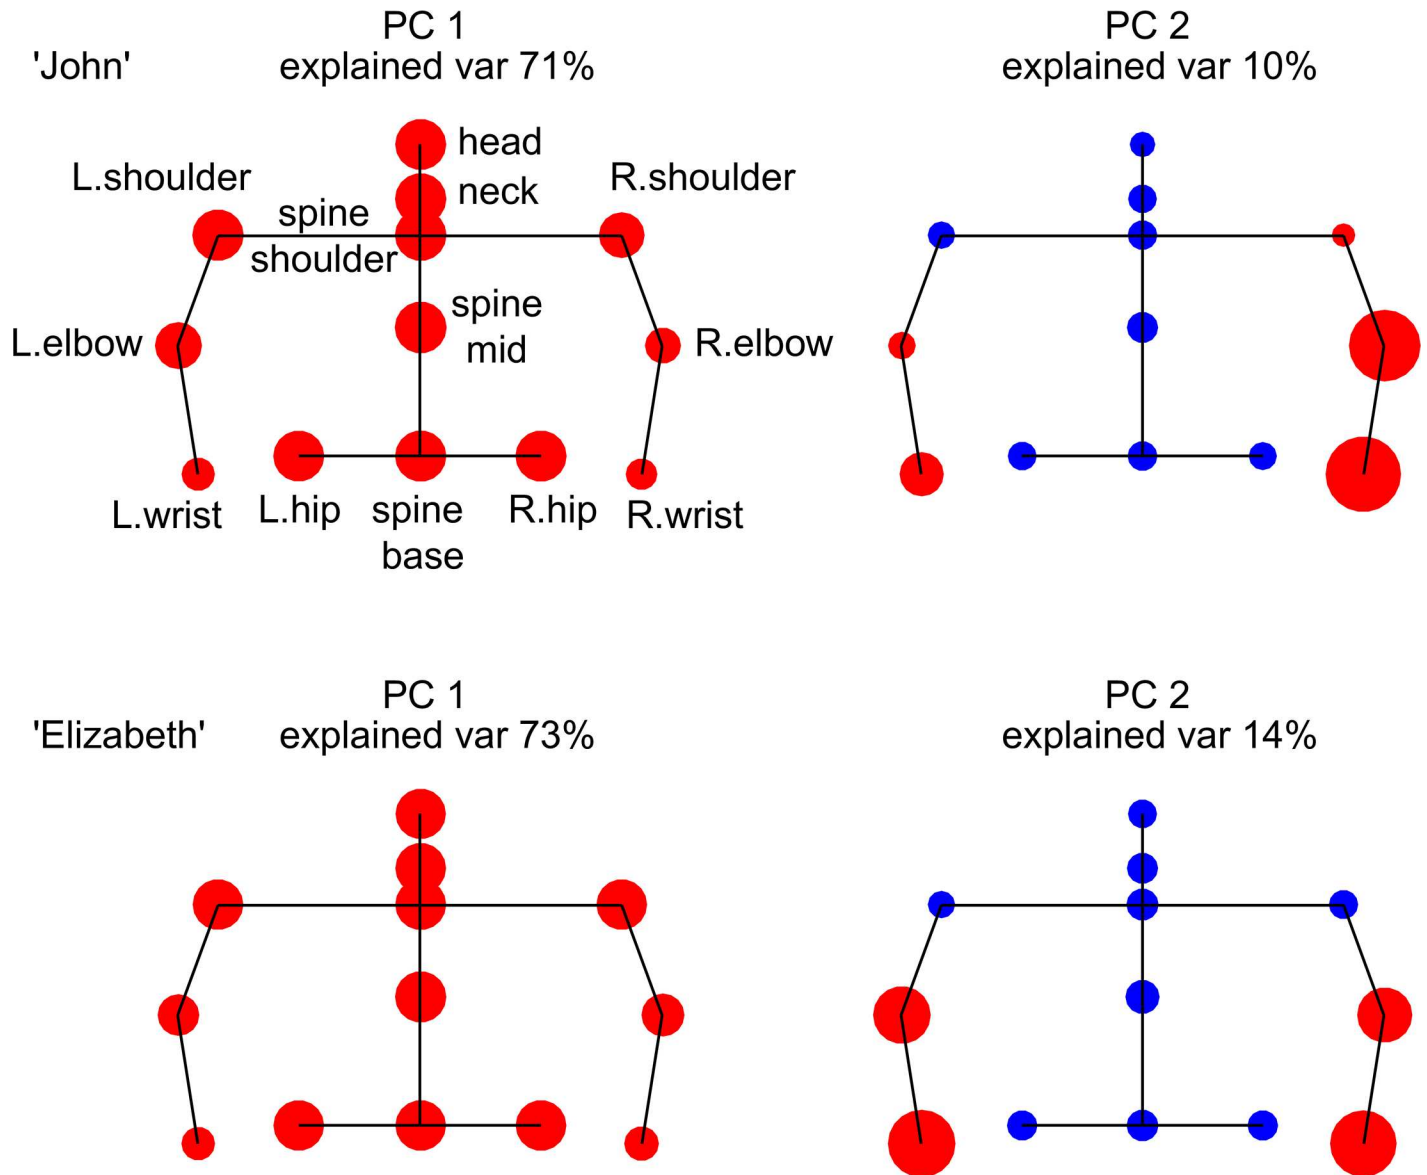 PC 1
PC 2
'John'
explained var 71%
explained var 10%
head
L.shoulder
R.shoulder
neck
spine
shoulder
spine
L.elbow
mid
R.elbow
L.wrist
L.hip
spine
R.hip
R.wrist
base
PC 1
PC 2
'Elizabeth'
explained var 73%
explained var 14%